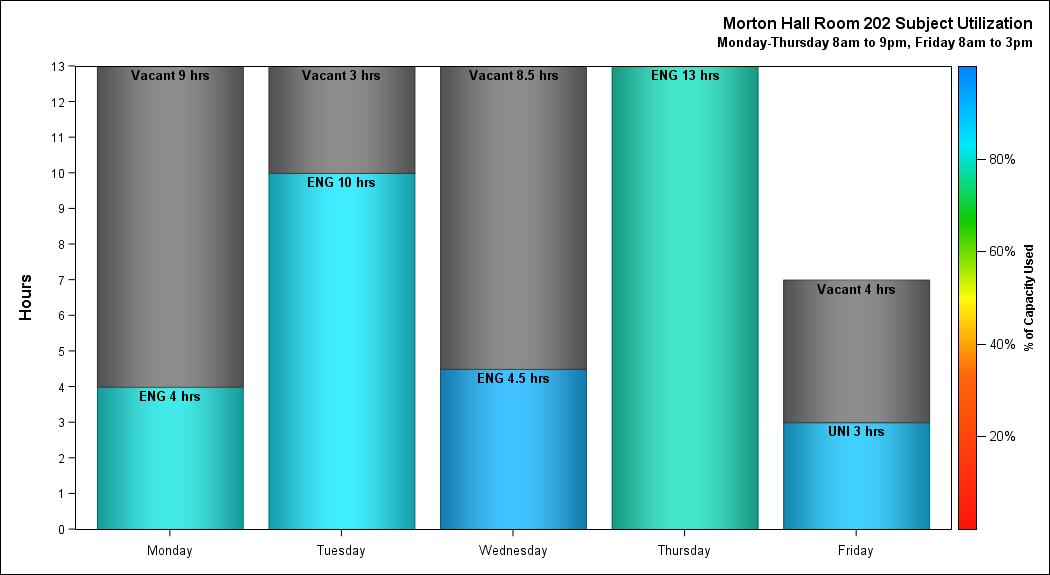 Morton Hall Room 202 Subject Utilization
Monday-Thursday 8am to 9pm, Friday 8am to 3pm
Hours
13
12
11
10
9
8
7
6
5
4
3
2
1
0
Vacant 9 hrs
ENG 4 hrs
Vacant 3 hrs
ENG 10 hrs
Vacant 8.5 hrs
ENG 4.5 hrs
ENG 13 hrs
Vacant 4 hrs
UNI 3 hrs
Monday
Tuesday
Wednesday
Thursday
Friday
80%
60%
40%
20%
% of Capacity Used